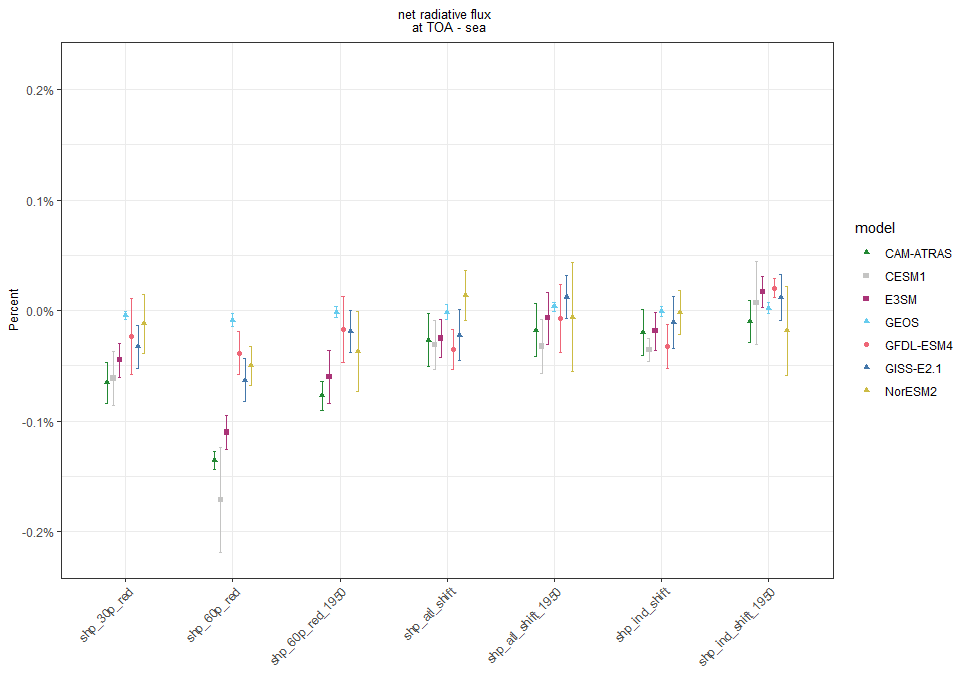 net radiative flux
at TOA - sea
Percent
0.2%
0.1%
0.0%
-0.1%
-0.2%
shp_30p_red
shp_60p_red
shp_60p_red_1950
shp_atl_shift
shp_atl_shift_1950
shp_ind_shift
shp_ind_shift_1950
model
CAM-ATRAS
CESM1
E3SM
GEOS
GFDL-ESM4
GISS-E2.1
NorESM2